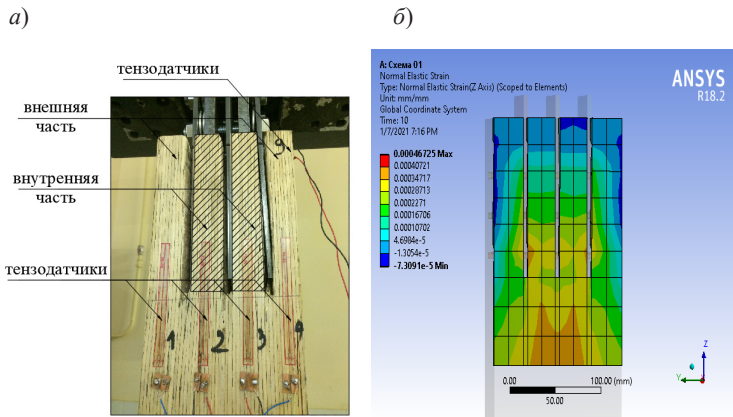 а)
б)
тензодатчики
внешняя
часть
внутренняя
часть
тензодатчики
9
1
2
3
4
A: Схема 01
Normal Elastic Strain
Type: Normal Elastic Strain(Z Axis) (Scoped to Elements)
Unit: mm/mm
Global Coordinate System
Time: 10
1/7/2021 7:16 PM
ANSYS
R18.2
0.00046725 Max
0.00040721
0.00034717
0.00028713
0.0002271
0.00016706
0.00010702
4.6984e-5
-1.3054e-5
-7.3091e-5 Min
0.00
100.00 (mm)
50.00
Z
Y